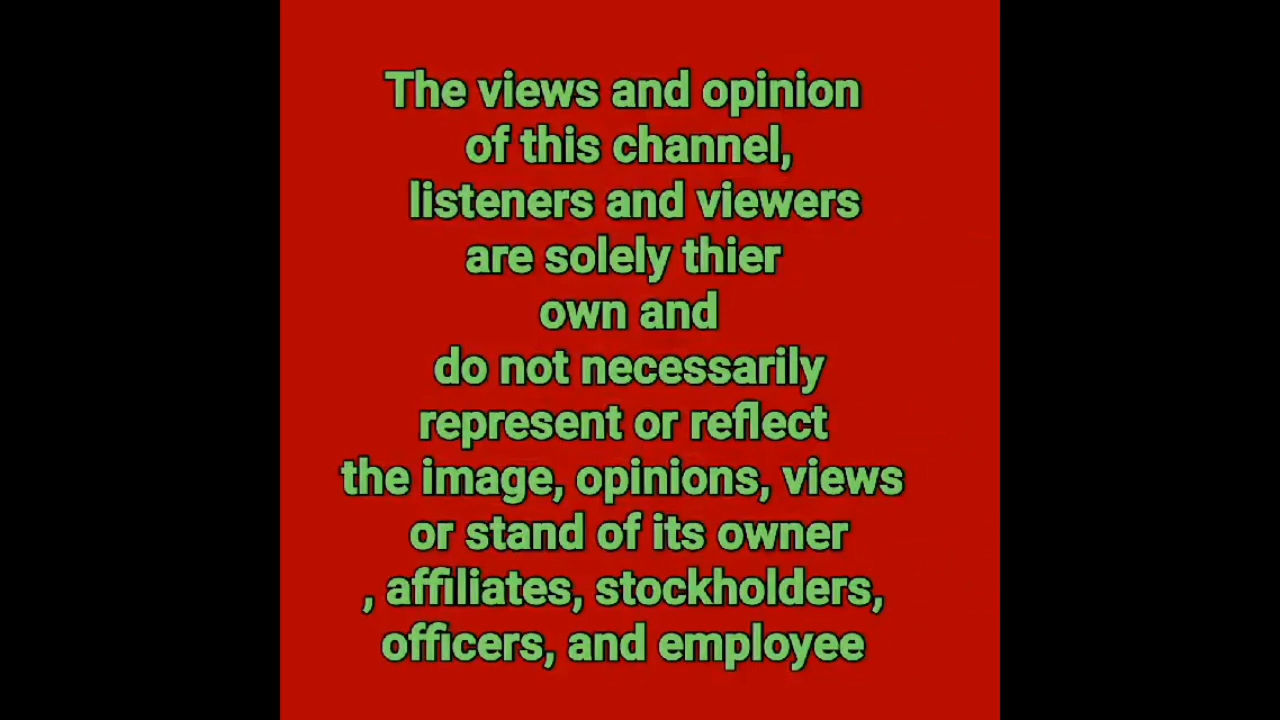 The views and opinion
of this channel,
listeners and viewers
are solely thier
own and
do not necessarily
represent or reflect
the image, opinions, views
or stand of its owner
, affiliates, stockholders,
officers, and employee